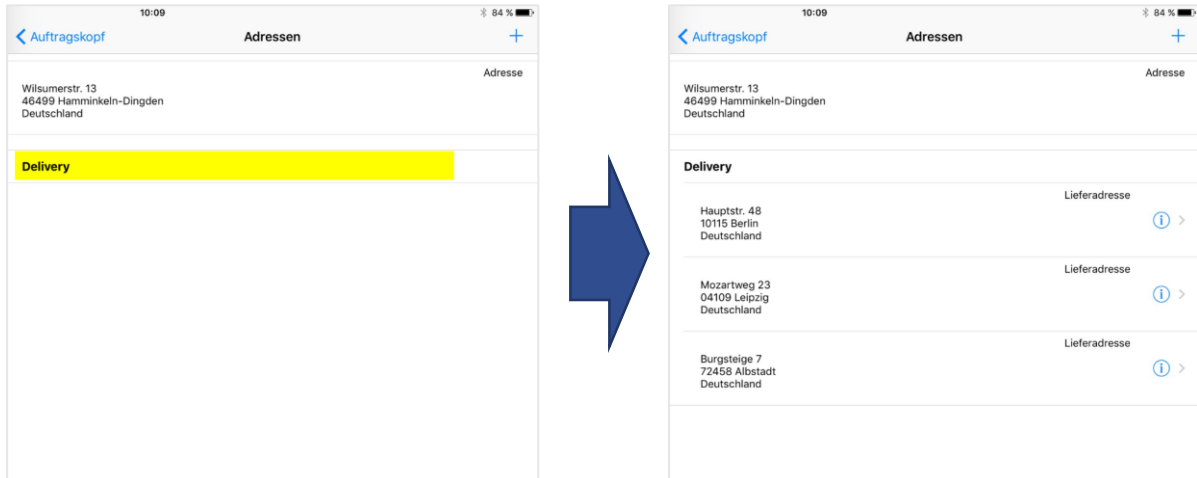 10:09
84 %
Auftragskopf
Adressen
+
Adresse
Wilsumerstr. 13
46499 Hamminkeln-Dingden
Deutschland
Delivery
10:09
84 %
Auftragskopf
Adressen
+
Adresse
Wilsumerstr. 13
46499 Hamminkeln-Dingden
Deutschland
Delivery
Lieferadresse
Hauptstr. 48
10115 Berlin
Deutschland
Lieferadresse
Mozartweg 23
04109 Leipzig
Deutschland
Lieferadresse
Burgsteige 7
72458 Albstadt
Deutschland